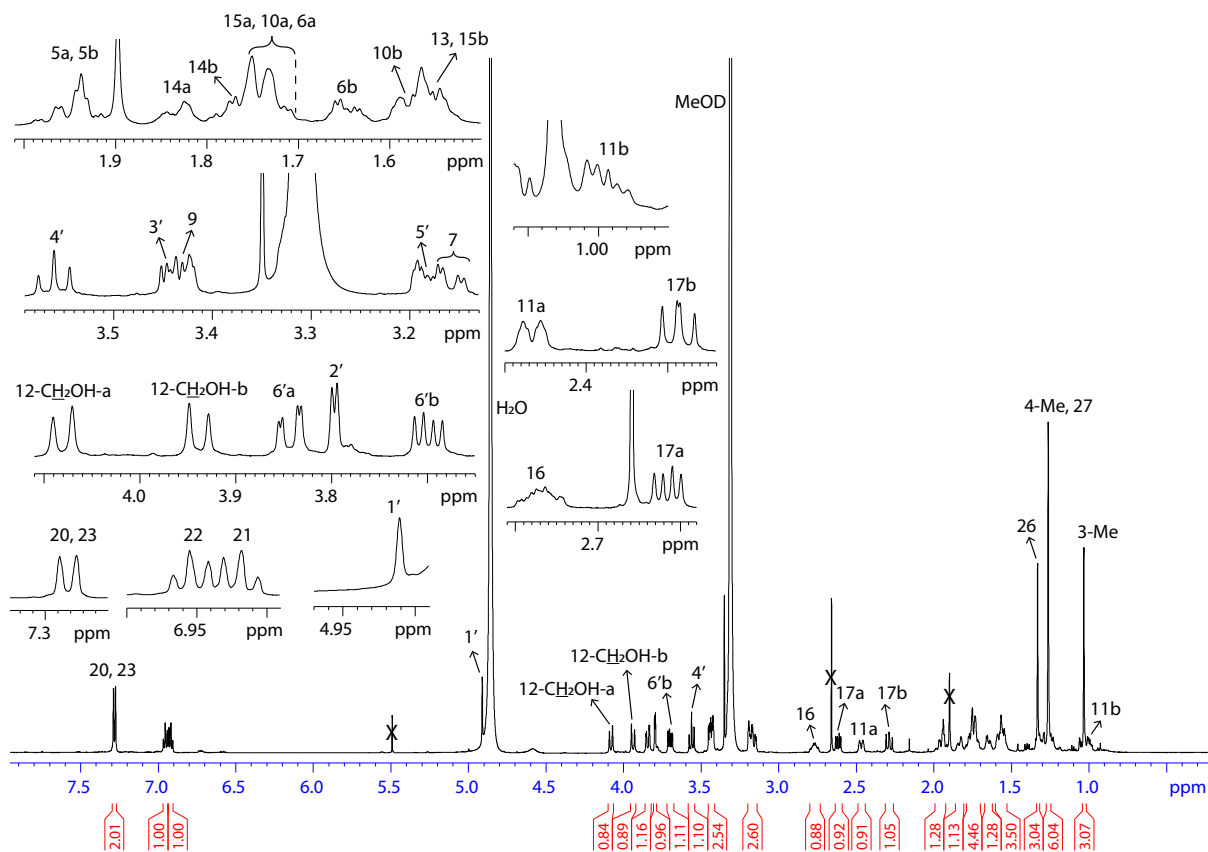 15a, 10a, 6a
5a, 5b
14a
14b
6b
10b
13, 15b
1.9
1.8
1.7
1.6
ppm
MeOD
11b
1.00
ppm
4′
3′
9
5′
7
3.5
3.4
3.3
3.2
ppm
11a
17b
2.4
ppm
12-CH2OH-a
12-CH2OH-b
6′a
2′
6′b
4.0
3.9
3.8
ppm
H2O
16
17a
2.7
ppm
4-Me, 27
26
3-Me
20, 23
7.3
ppm
22
21
6.95
ppm
1′
4.95
ppm
20, 23
X
1′
12-CH2OH-a
12-CH2OH-b
6′b
4′
X
16
17a
11a
17b
X
11b
7.5
7.0
6.5
6.0
5.5
5.0
4.5
4.0
3.5
3.0
2.5
2.0
1.5
1.0
ppm
2.01
1.00
1.00
0.84
0.89
1.16
0.96
1.11
1.10
2.54
2.60
0.88
0.92
0.91
1.05
1.28
1.13
4.46
1.28
3.50
3.04
6.04
3.07